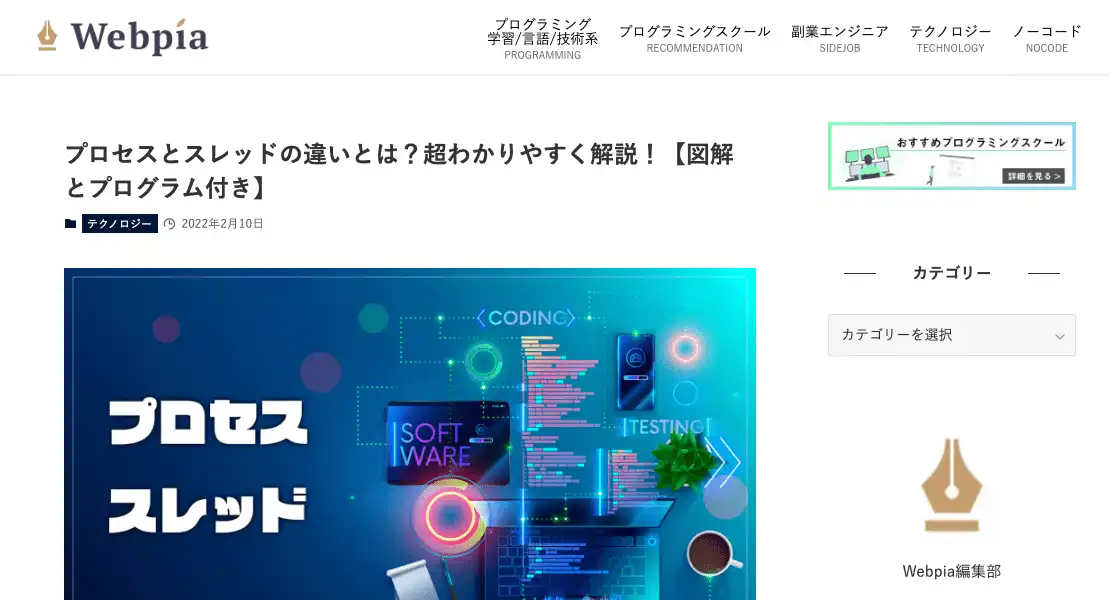 Webpia
プログラミング
学習/言語/技術系
PROGRAMMING
プログラミングスクール
RECOMMENDATION
副業エンジニア
SIDEJOB
テクノロジー
TECHNOLOGY
ノーコード
NOCODE
プロセスとスレッドの違いとは？超わかりやすく解説！【図解
とプログラム付き】
テクノロジー
2022年2月10日
CODING
SOFT
WARE
TESTING
プロセス
スレッド
おすすめプログラミングスクール
詳細を見る >
カテゴリー
カテゴリーを選択
Webpia編集部